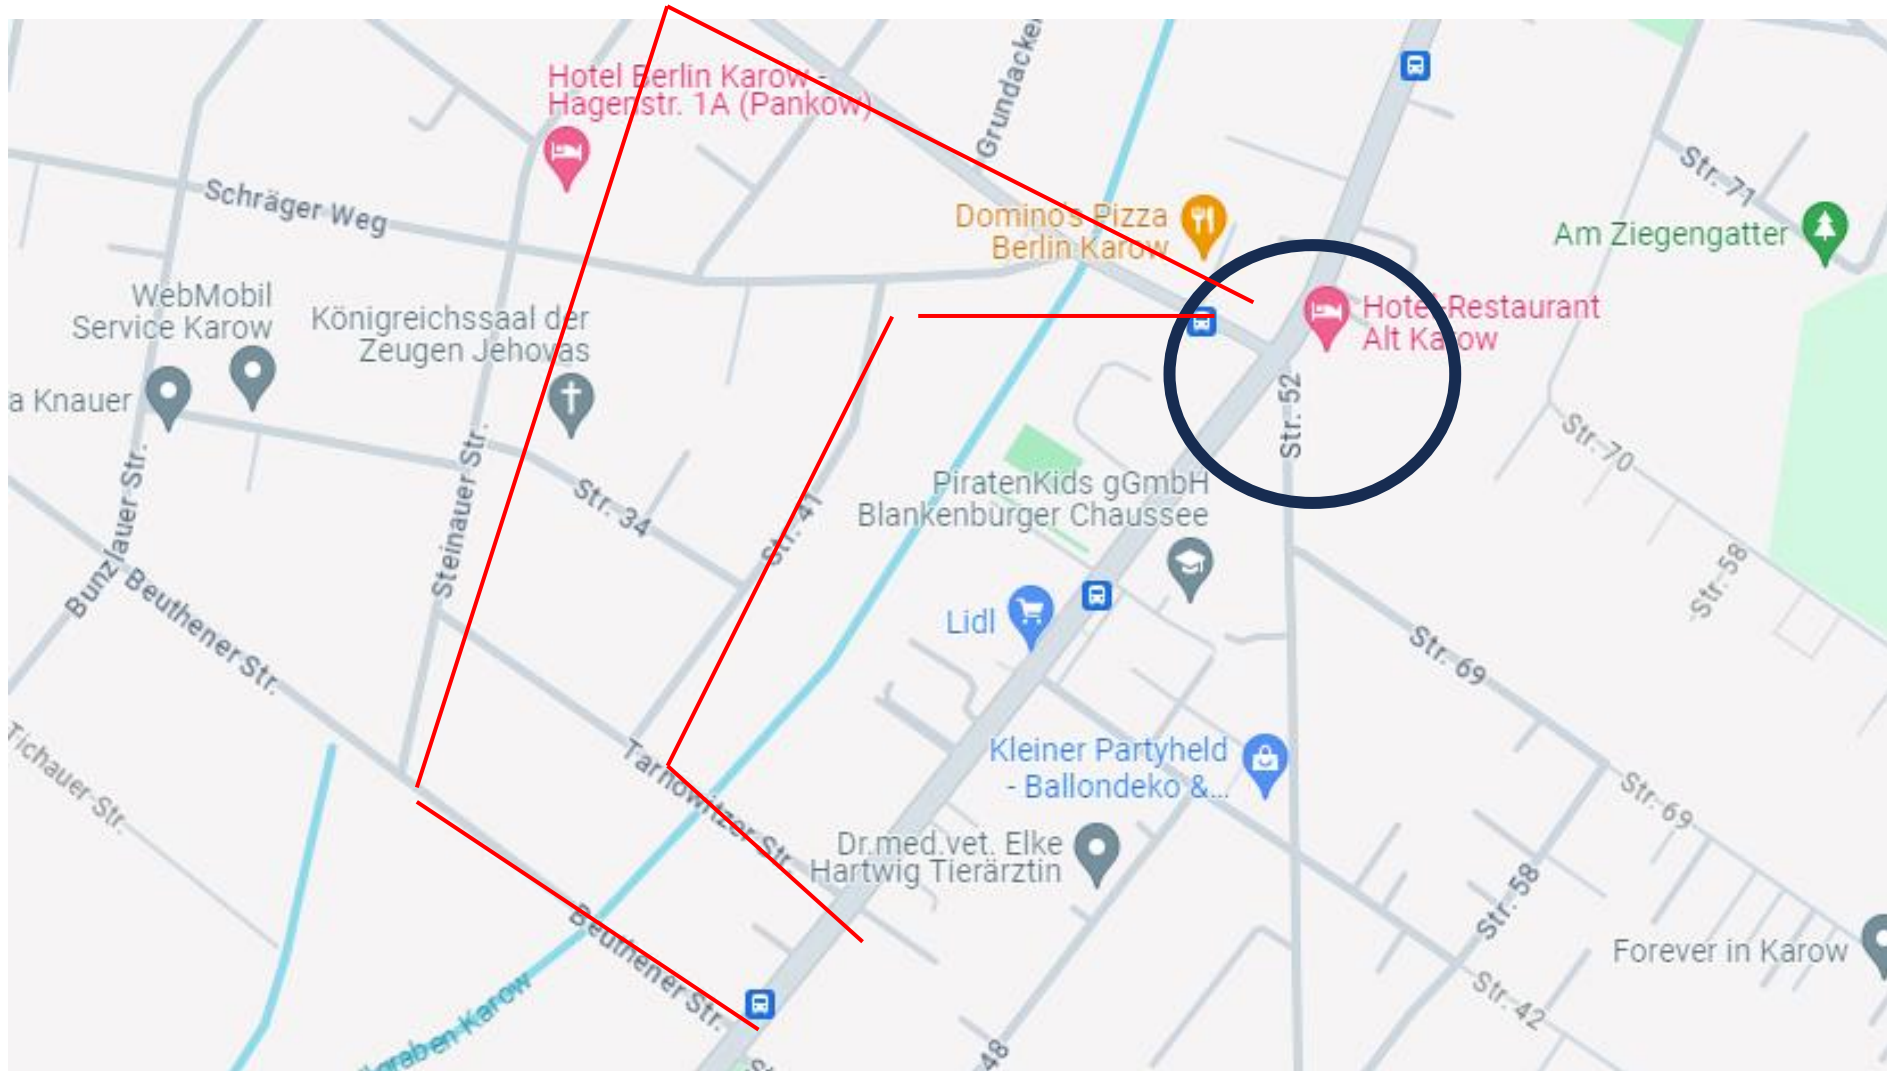 Hotel Berlin Karow -
Hagenstr. 1A (Pankow)
Grundacker
Str. 71
Schräger Weg
Domino's Pizza
Berlin Karow
Am Ziegengatter
WebMobil
Service Karow
Königreichssaal der
Zeugen Jehovas
Hotel-Restaurant
Alt Karow
a Knauer
Str. 52
Str. 70
Bunzlauer Str.
Steinauer Str.
Str. 34
Str. 41
PiratenKids gGmbH
Blankenburger Chaussee
Str. 58
Beuthener Str.
Lidl
Str. 69
Tichauer Str.
Tarnowitzer Str.
Kleiner Partyheld
- Ballondeko &...
Str. 69
Dr.med.vet. Elke
Hartwig Tierärztin
Str. 58
Beuthener Str.
Forever in Karow
lgraben Karow
Str. 42
48